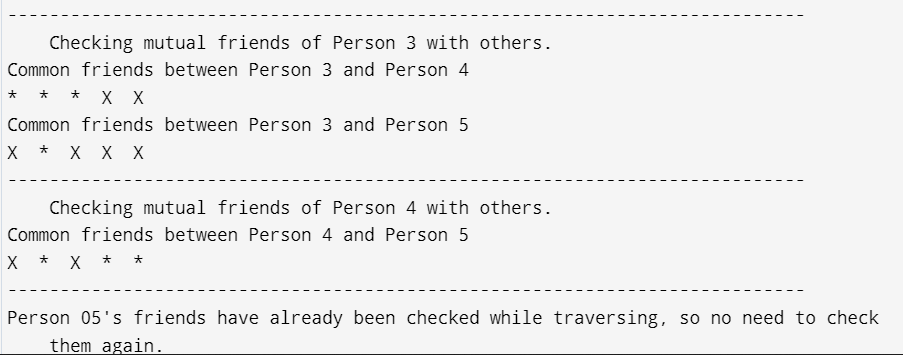 ----------------------------------------------------------------------------
    Checking mutual friends of Person 3 with others.
Common friends between Person 3 and Person 4
*  *  *  X  X
Common friends between Person 3 and Person 5
X  *  X  X  X
----------------------------------------------------------------------------
    Checking mutual friends of Person 4 with others.
Common friends between Person 4 and Person 5
X  *  X  *  *
----------------------------------------------------------------------------
Person 05's friends have already been checked while traversing, so no need to check
    them again.